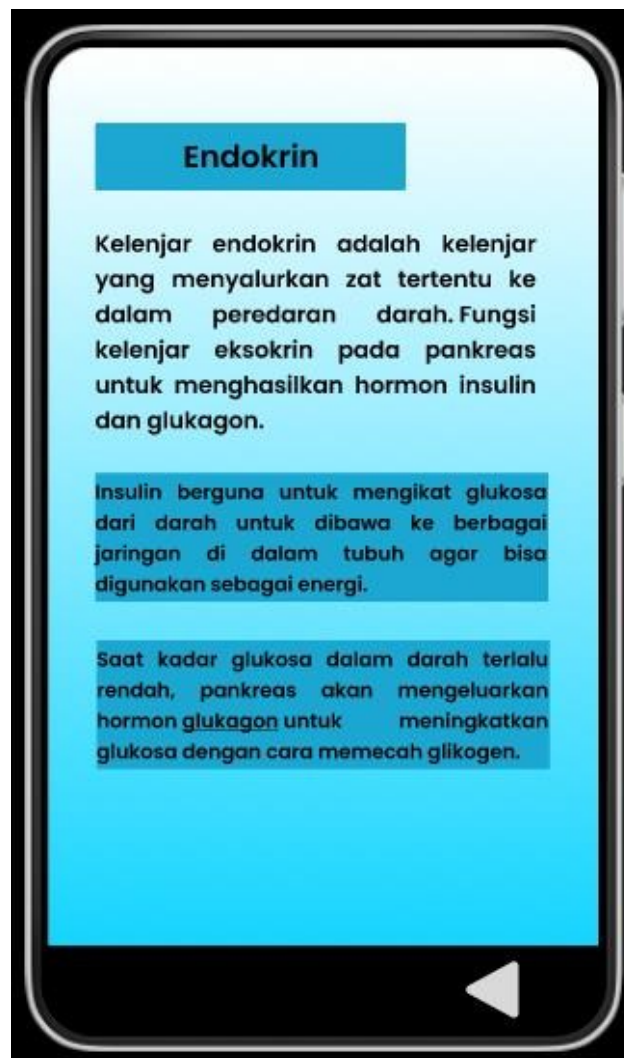 Endokrin
Kelenjar endokrin adalah kelenjar
yang menyalurkan zat tertentu ke
dalam peredaran darah. Fungsi
kelenjar eksokrin pada pankreas
untuk menghasilkan hormon insulin
dan glukagon.
Insulin berguna untuk mengikat glukosa
dari darah untuk dibawa ke berbagai
jaringan di dalam tubuh agar bisa
digunakan sebagai energi.
Saat kadar glukosa dalam darah terlalu
rendah, pankreas akan mengeluarkan
hormon glukagon untuk meningkatkan
glukosa dengan cara memecah glikogen.